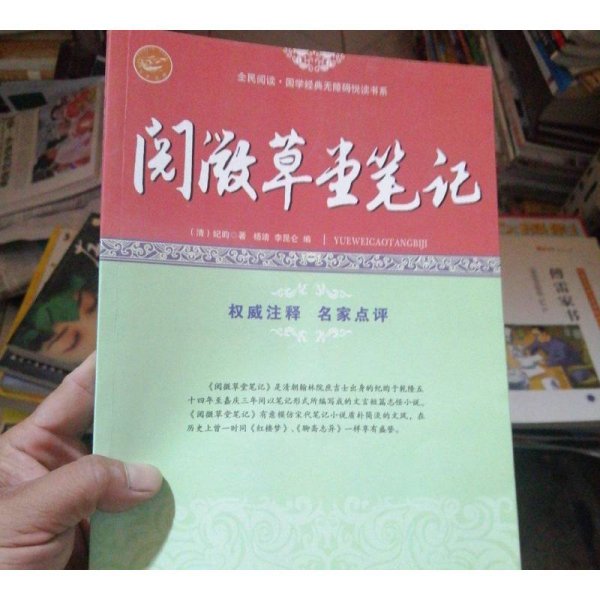 全民阅读·国学经典无障碍悦读书系
阅微草堂笔记
（清）纪昀◎著 杨靖 李昆仑 编
YUEWEICAOTANGBIJI
权威注释 名家点评
《阅微草堂笔记》是清朝翰林院庶吉士出身的纪昀于乾隆五
十四年至嘉庆三年间以笔记形式所编写成的文言短篇志怪小说。
《阅微草堂笔记》有意模仿宋代笔记小说质朴简淡的文风，在
历史上曾一时同《红楼梦》、《聊斋志异》一样享有盛誉。
傅雷家书